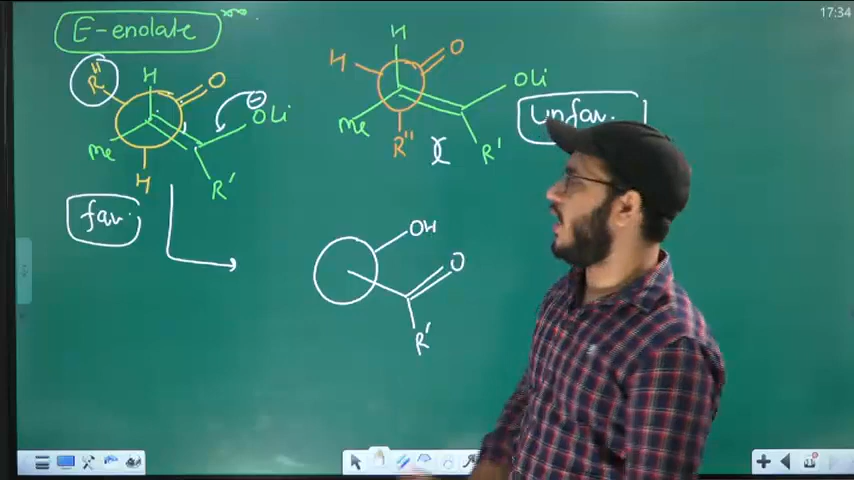 E-enolate
R"
H
O
Me
⊖
OLi
H
R'
fav.
H
H
O
Me
OLi
R"
R'
Unfav.
OH
O
R'
17:34